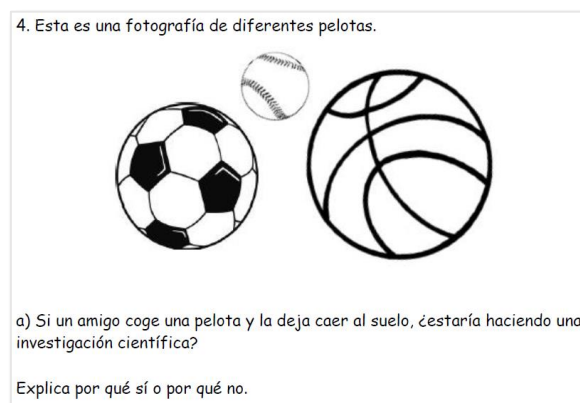 4. Esta es una fotografía de diferentes pelotas.
a) Si un amigo coge una pelota y la deja caer al suelo, ¿estaría haciendo una
investigación científica?
Explica por qué sí o por qué no.